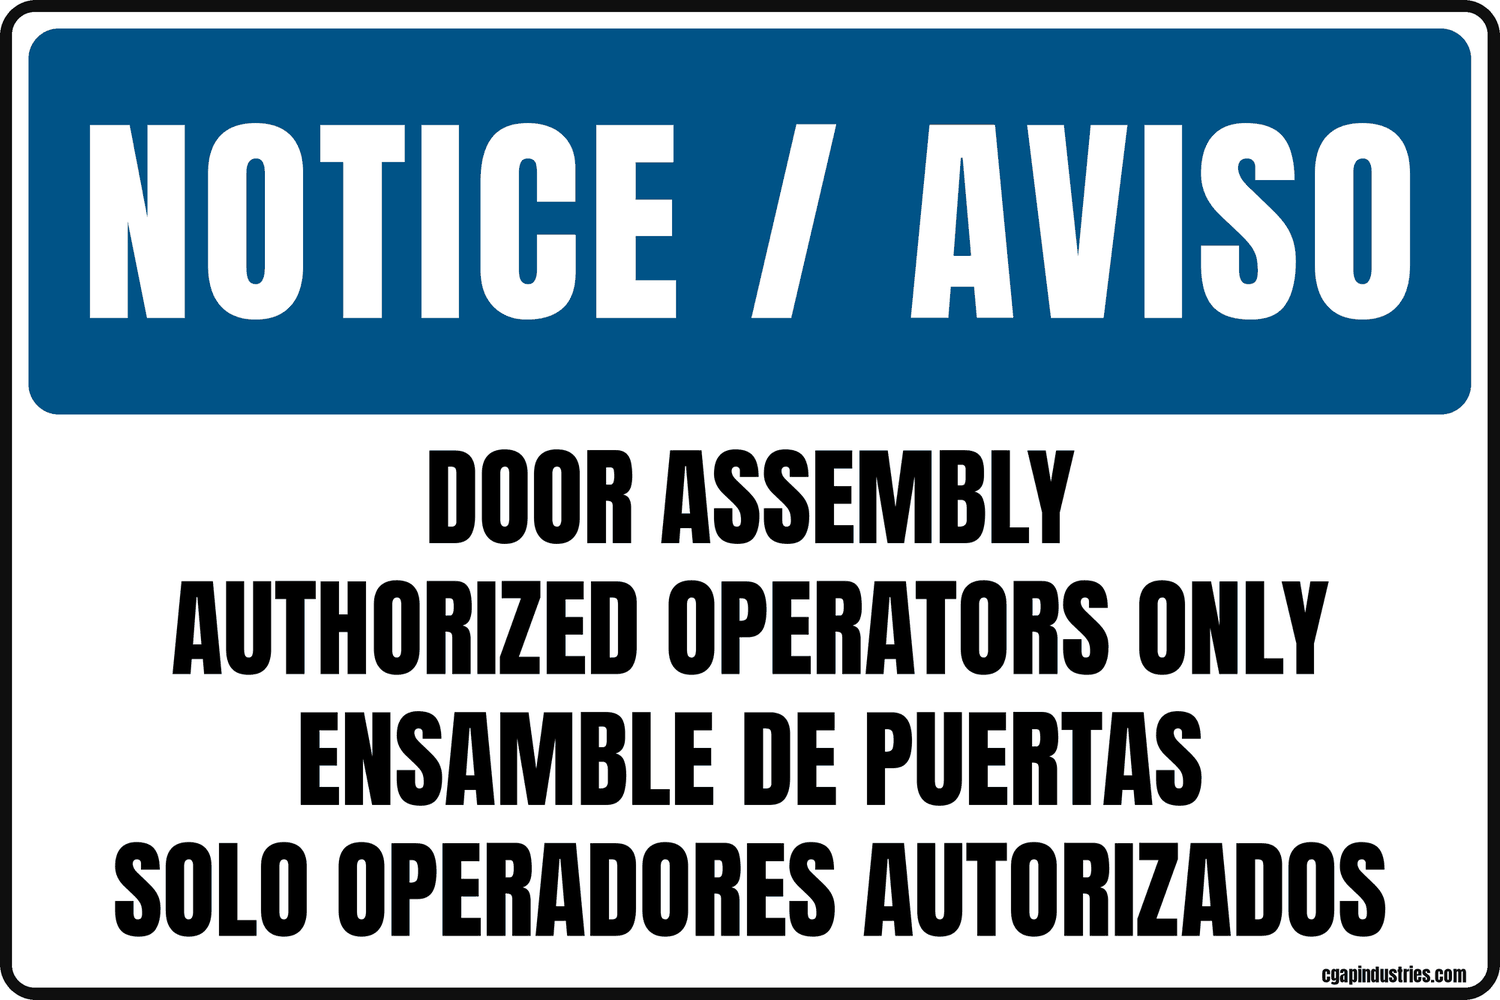 NOTICE / AVISO
DOOR ASSEMBLY
AUTHORIZED OPERATORS ONLY
ENSAMBLE DE PUERTAS
SOLO OPERADORES AUTORIZADOS
cgapindustries.com